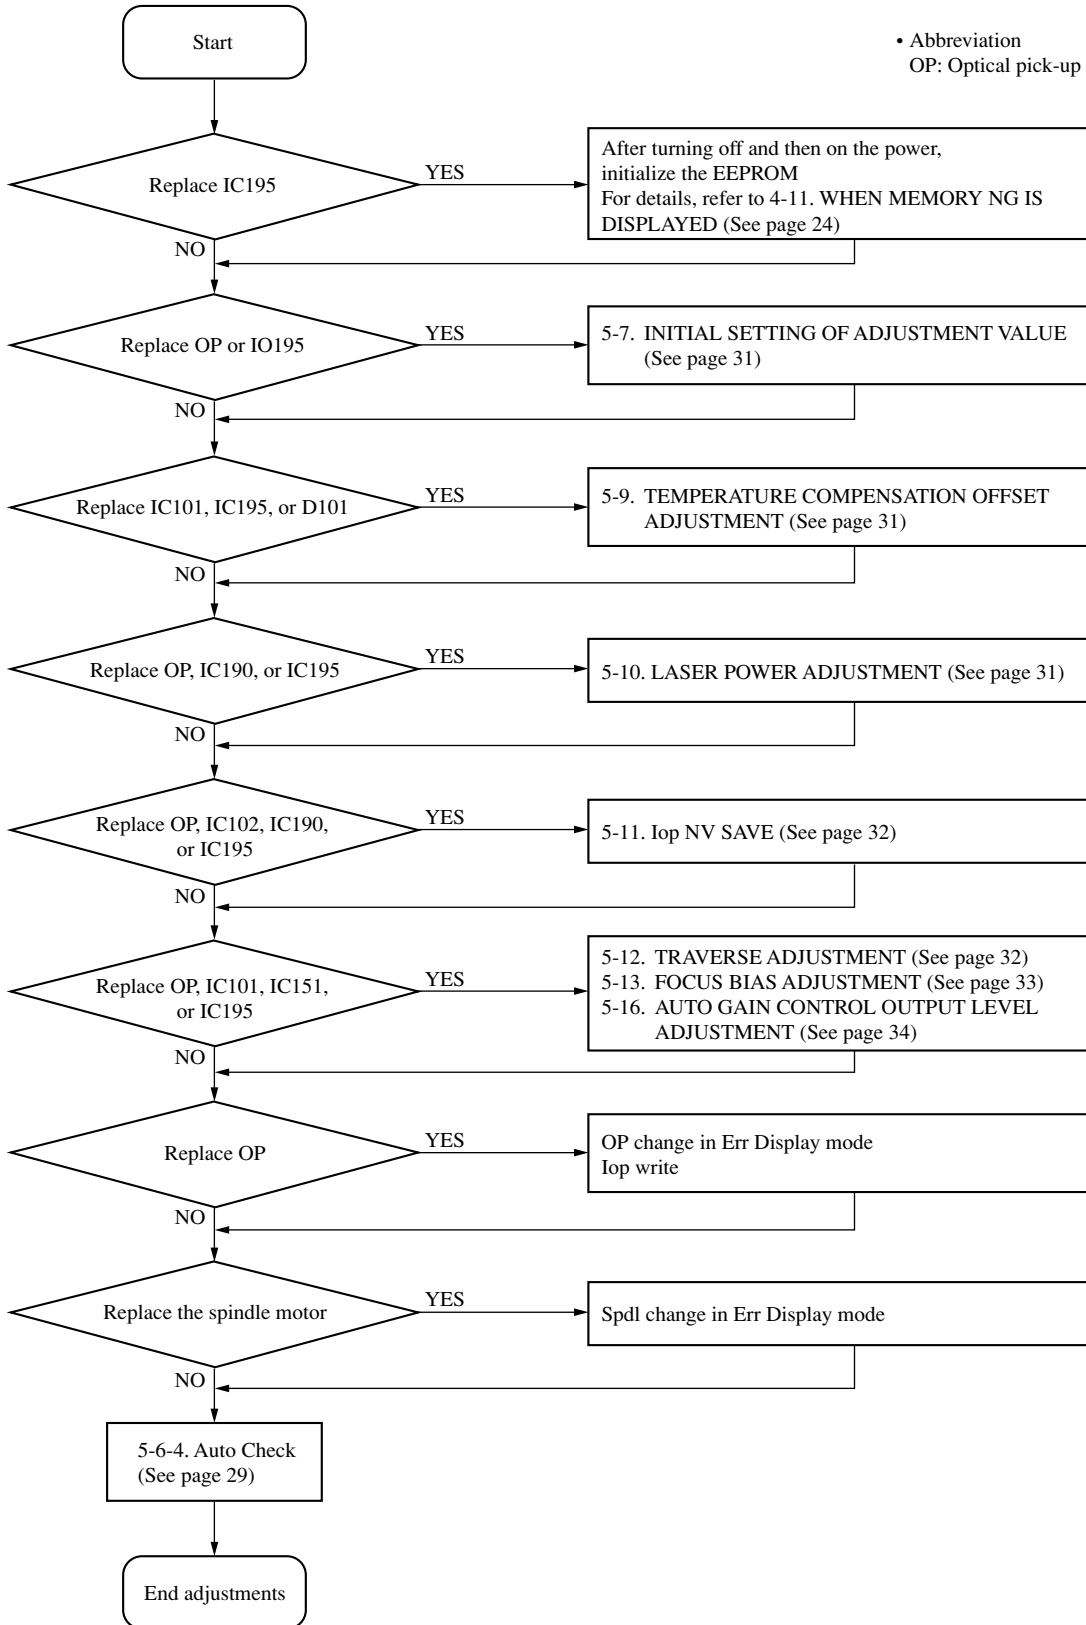 Start
• Abbreviation
OP: Optical pick-up
Replace IC195
YES
After turning off and then on the power,
initialize the EEPROM
For details, refer to 4-11. WHEN MEMORY NG IS
DISPLAYED (See page 24)
NO
Replace OP or IO195
YES
5-7. INITIAL SETTING OF ADJUSTMENT VALUE
(See page 31)
NO
Replace IC101, IC195, or D101
YES
5-9. TEMPERATURE COMPENSATION OFFSET
ADJUSTMENT (See page 31)
NO
Replace OP, IC190, or IC195
YES
5-10. LASER POWER ADJUSTMENT (See page 31)
NO
Replace OP, IC102, IC190,
or IC195
YES
5-11. Iop NV SAVE (See page 32)
NO
Replace OP, IC101, IC151,
or IC195
YES
5-12. TRAVERSE ADJUSTMENT (See page 32)
5-13. FOCUS BIAS ADJUSTMENT (See page 33)
5-16. AUTO GAIN CONTROL OUTPUT LEVEL
ADJUSTMENT (See page 34)
NO
Replace OP
YES
OP change in Err Display mode
Iop write
NO
Replace the spindle motor
YES
Spdl change in Err Display mode
NO
5-6-4. Auto Check
(See page 29)
End adjustments